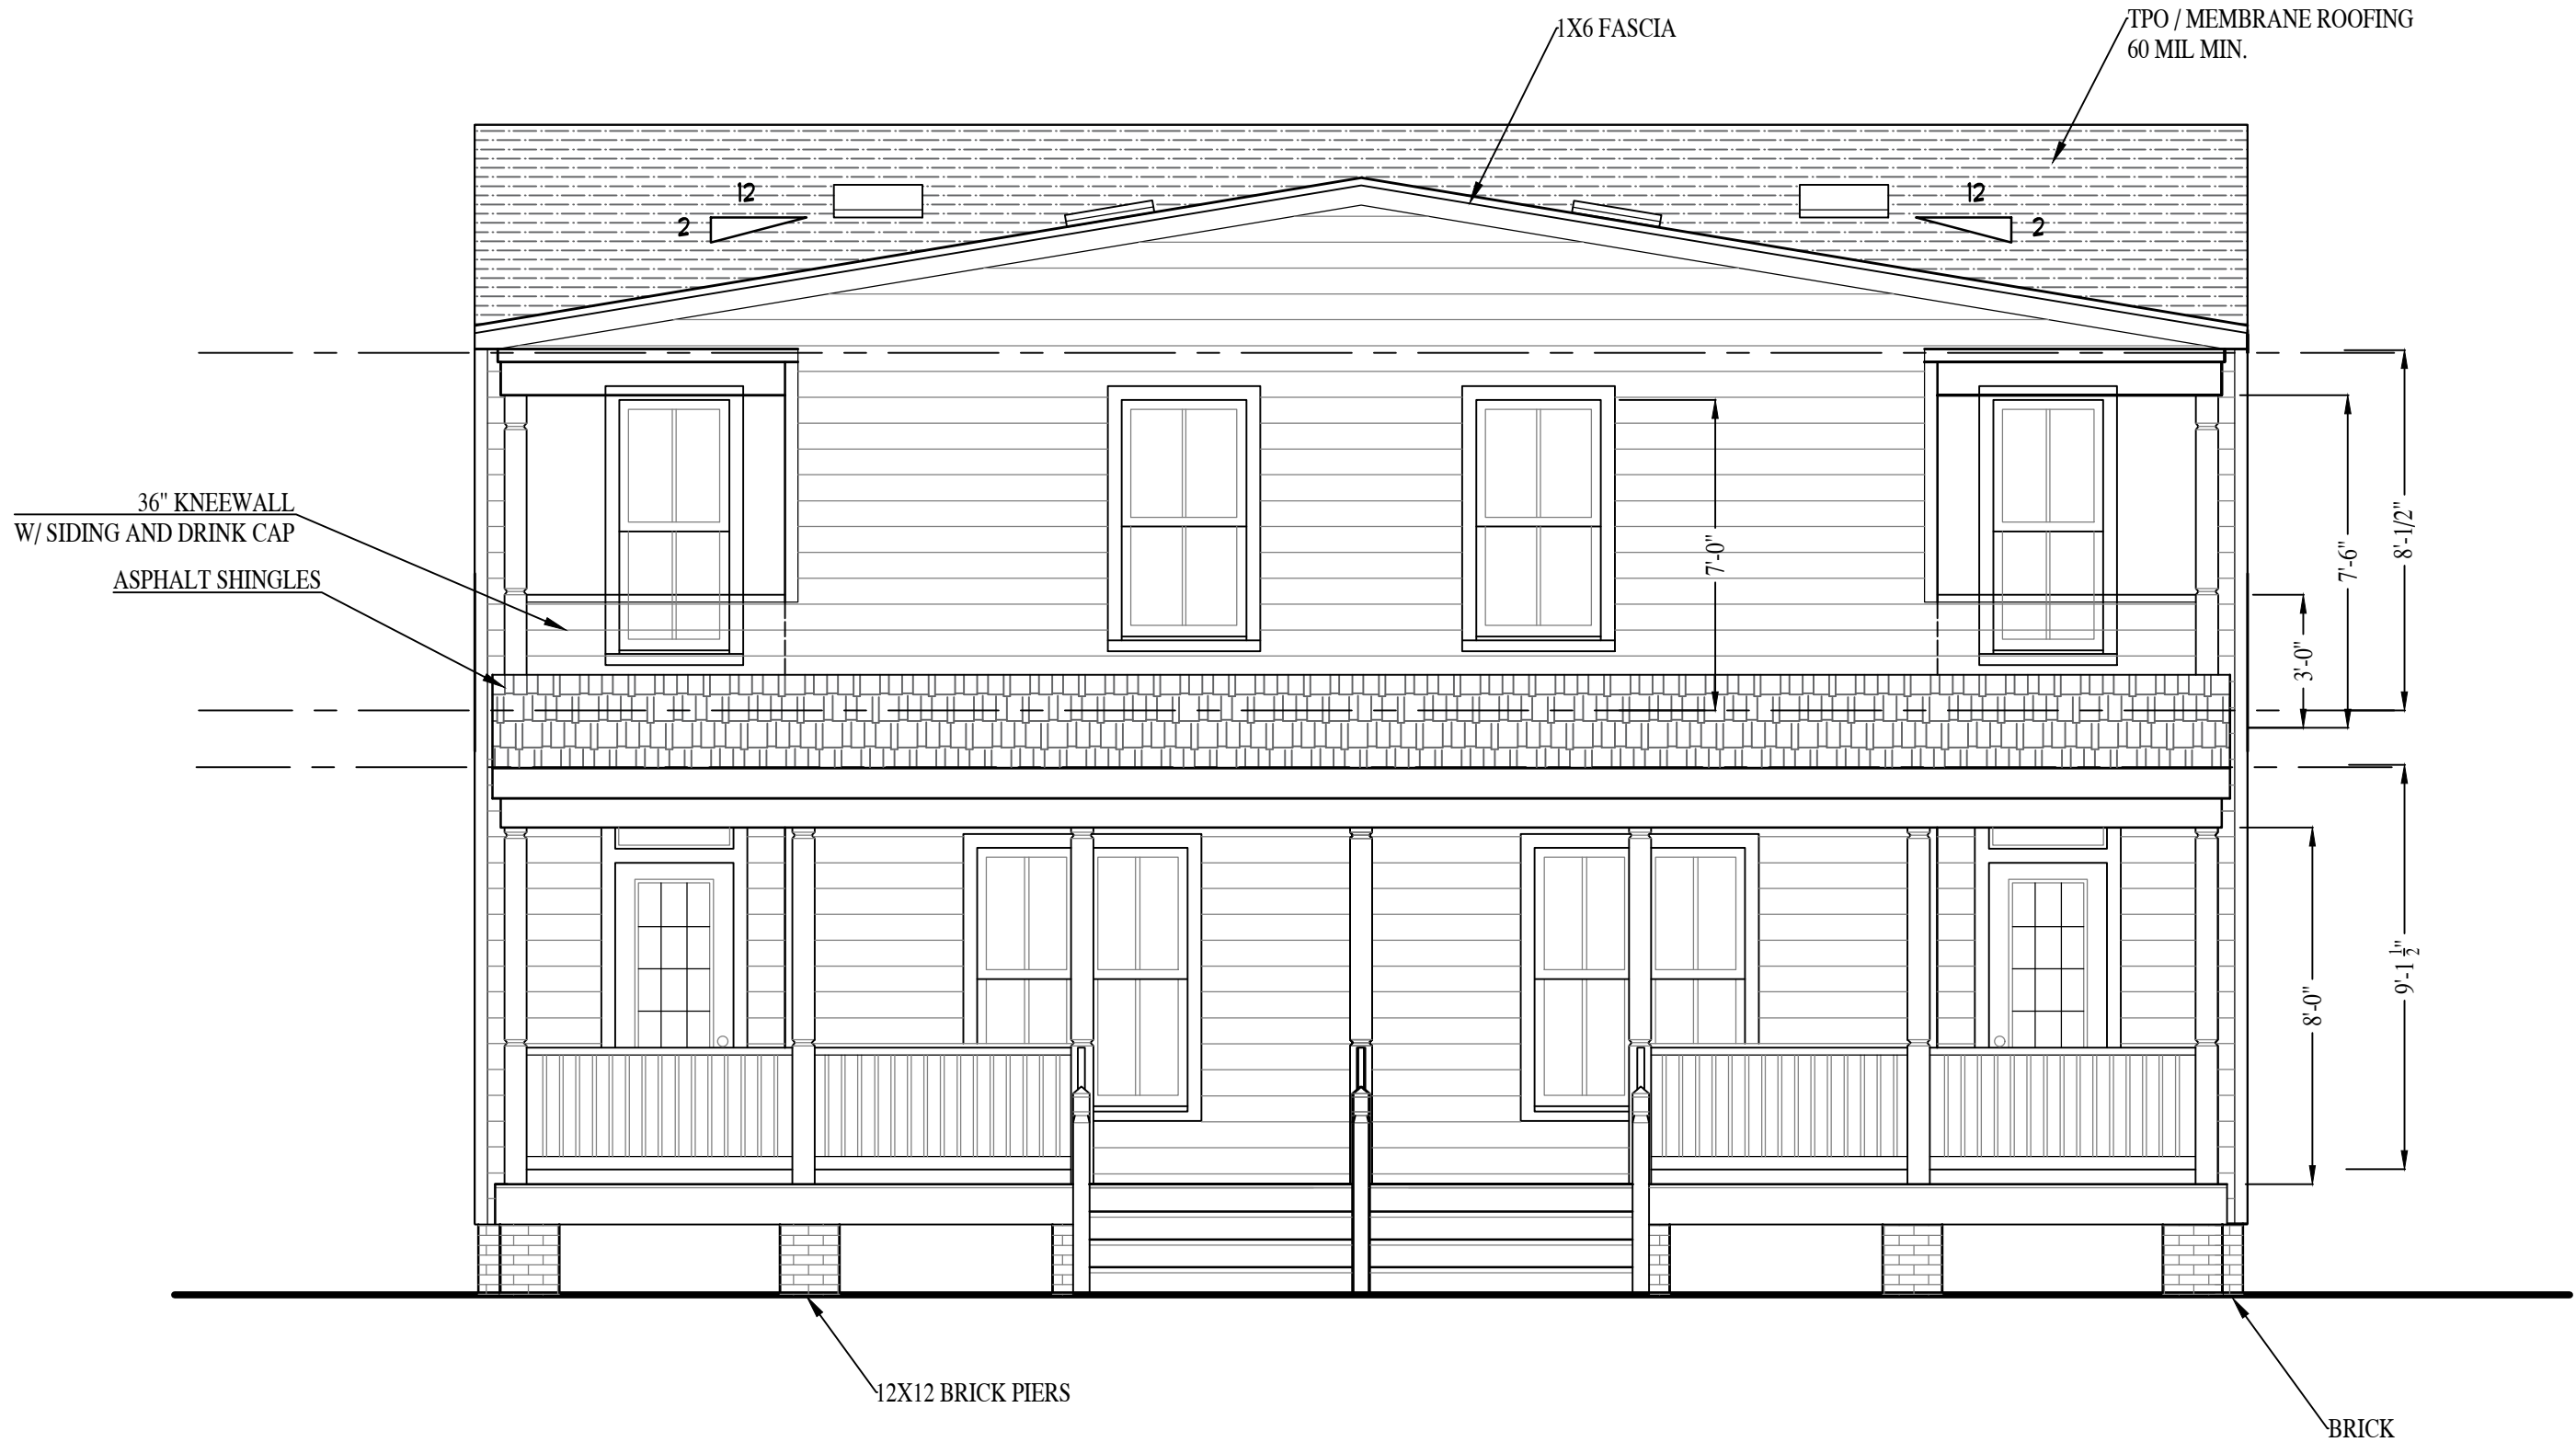 1X6 FASCIA
TPO / MEMBRANE ROOFING
60 MIL MIN.
12
2
12
2
36" KNEEWALL
W/ SIDING AND DRINK CAP
ASPHALT SHINGLES
7'-0"
8'-1/2"
7'-6"
3'-0"
9'-1 1/2"
8'-0"
12X12 BRICK PIERS
BRICK